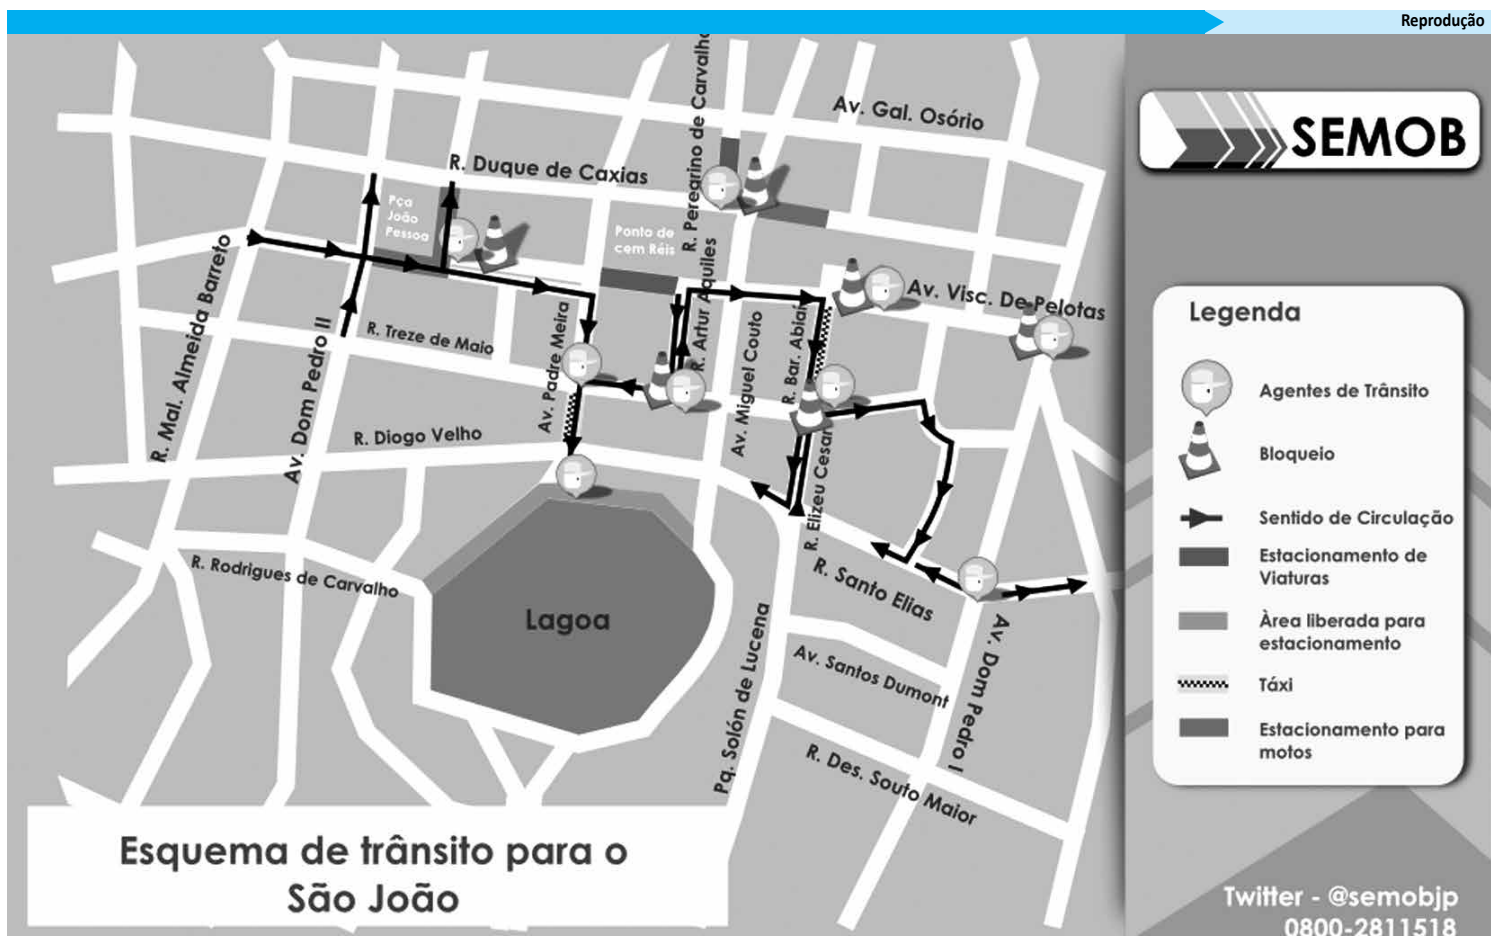 Reprodução
Av. Gal. Osório
R. Peregrino de Carvalho
SEMOB
R. Duque de Caxias
Pça
João
Pessoa
Ponto de
cem Réis
R. Mal. Almeida Barreto
Av. Dom Pedro II
R. Treze de Maio
Av. Padre Meira
R. Artur Aquiles
Av. Miguel Couto
R. Bar. Abiaí
Av. Visc. De Pelotas
R. Diogo Velho
R. Elizeu Cesar
R. Rodrigues de Carvalho
Lagoa
R. Santo Elias
Pq. Solón de Lucena
Av. Santos Dumont
Av. Dom Pedro I
R. Des. Souto Maior
Legenda
Agentes de Trânsito
Bloqueio
Sentido de Circulação
Estacionamento de
Viaturas
Àrea liberada para
estacionamento
Táxi
Estacionamento para
motos
Esquema de trânsito para o
São João
Twitter - @semobjp
0800-2811518